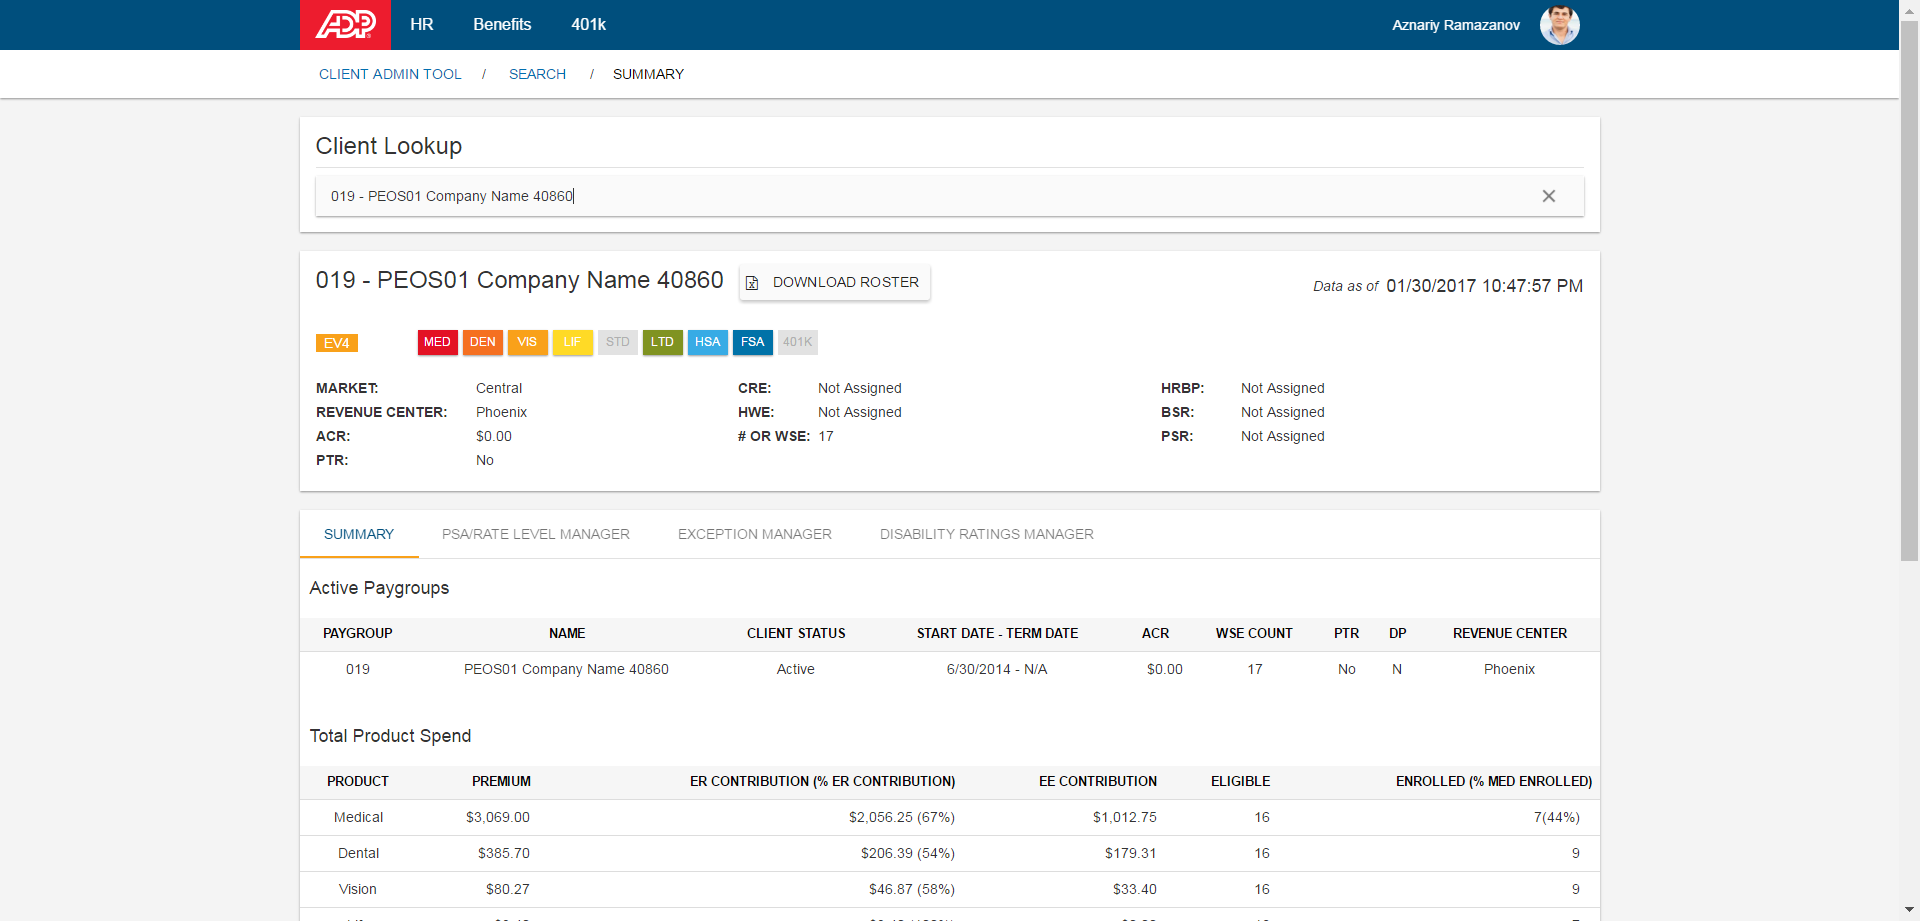 ADP HR Benefits 401k Aznariy Ramazanov
CLIENT ADMIN TOOL / SEARCH / SUMMARY
Client Lookup
019 - PEOS01 Company Name 40860
019 - PEOS01 Company Name 40860 DOWNLOAD ROSTER Data as of 01/30/2017 10:47:57 PM
EV4 MED DEN VIS LIF STD LTD HSA FSA 401K
MARKET: Central CRE: Not Assigned HRBP: Not Assigned
REVENUE CENTER: Phoenix HWE: Not Assigned BSR: Not Assigned
ACR: $0.00 # OR WSE: 17 PSR: Not Assigned
PTR: No
SUMMARY PSA/RATE LEVEL MANAGER EXCEPTION MANAGER DISABILITY RATINGS MANAGER
Active Paygroups
PAYGROUP NAME CLIENT STATUS START DATE - TERM DATE ACR WSE COUNT PTR DP REVENUE CENTER
019 PEOS01 Company Name 40860 Active 6/30/2014 - N/A $0.00 17 No N Phoenix
Total Product Spend
PRODUCT PREMIUM ER CONTRIBUTION (% ER CONTRIBUTION) EE CONTRIBUTION ELIGIBLE ENROLLED (% MED ENROLLED)
Medical $3,069.00 $2,056.25 (67%) $1,012.75 16 7(44%)
Dental $385.70 $206.39 (54%) $179.31 16 9
Vision $80.27 $46.87 (58%) $33.40 16 9